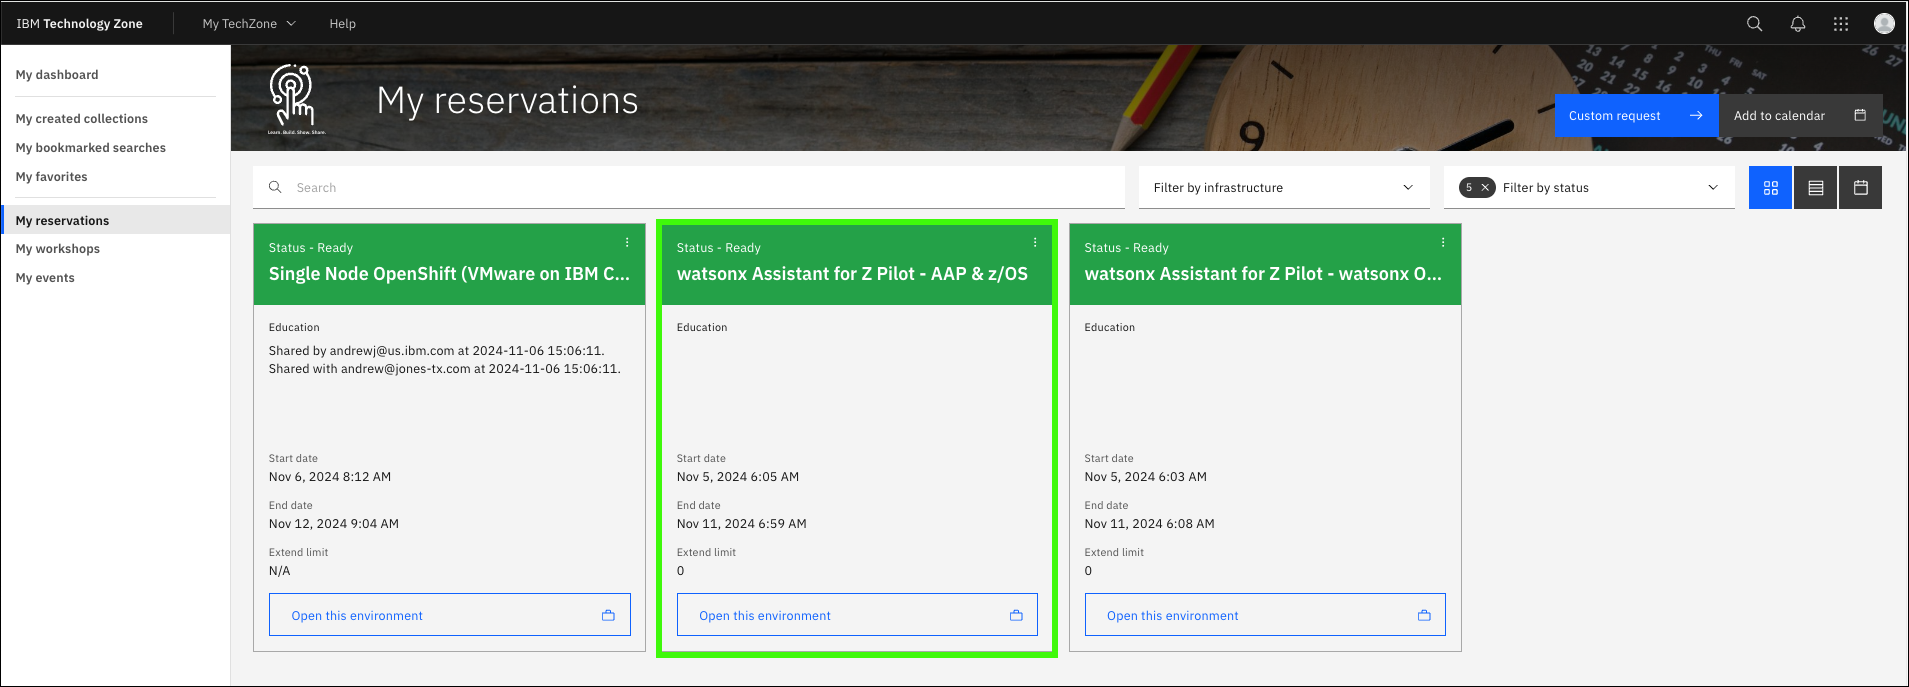 IBM Technology Zone
My TechZone
Help
My dashboard
My created collections
My bookmarked searches
My favorites
My reservations
My workshops
My events
Learn. Build. Show. Share.
My reservations
Custom request
Add to calendar
Search
Filter by infrastructure
5 × Filter by status
Status - Ready
Single Node OpenShift (VMware on IBM C...
Education
Shared by andrewj@us.ibm.com at 2024-11-06 15:06:11.
Shared with andrew@jones-tx.com at 2024-11-06 15:06:11.
Start date
Nov 6, 2024 8:12 AM
End date
Nov 12, 2024 9:04 AM
Extend limit
N/A
Open this environment
Status - Ready
watsonx Assistant for Z Pilot - AAP & z/OS
Education
Start date
Nov 5, 2024 6:05 AM
End date
Nov 11, 2024 6:59 AM
Extend limit
0
Open this environment
Status - Ready
watsonx Assistant for Z Pilot - watsonx O...
Education
Start date
Nov 5, 2024 6:03 AM
End date
Nov 11, 2024 6:08 AM
Extend limit
0
Open this environment